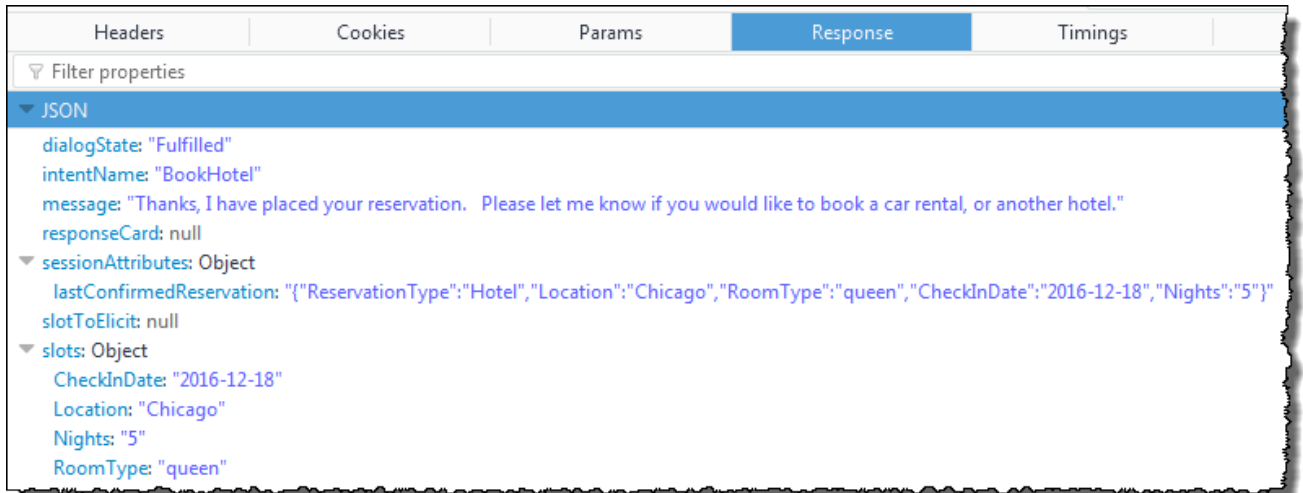 Headers Cookies Params Response Timings
Filter properties
JSON
dialogState: "Fulfilled"
intentName: "BookHotel"
message: "Thanks, I have placed your reservation.   Please let me know if you would like to book a car rental, or another hotel."
responseCard: null
sessionAttributes: Object
lastConfirmedReservation: "{"ReservationType":"Hotel","Location":"Chicago","RoomType":"queen","CheckInDate":"2016-12-18","Nights":"5"}"
slotToElicit: null
slots: Object
CheckInDate: "2016-12-18"
Location: "Chicago"
Nights: "5"
RoomType: "queen"